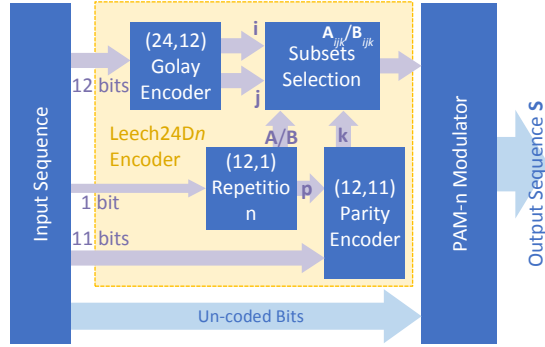 Input Sequence
12 bits
(24,12)
Golay
Encoder
i
j
A_ijk/B_ijk
Subsets
Selection
Leech24Dn
Encoder
A/B
k
1 bit
(12,1)
Repetitio
n
p
(12,11)
Parity
Encoder
11 bits
Un-coded Bits
PAM-n Modulator
Output Sequence S